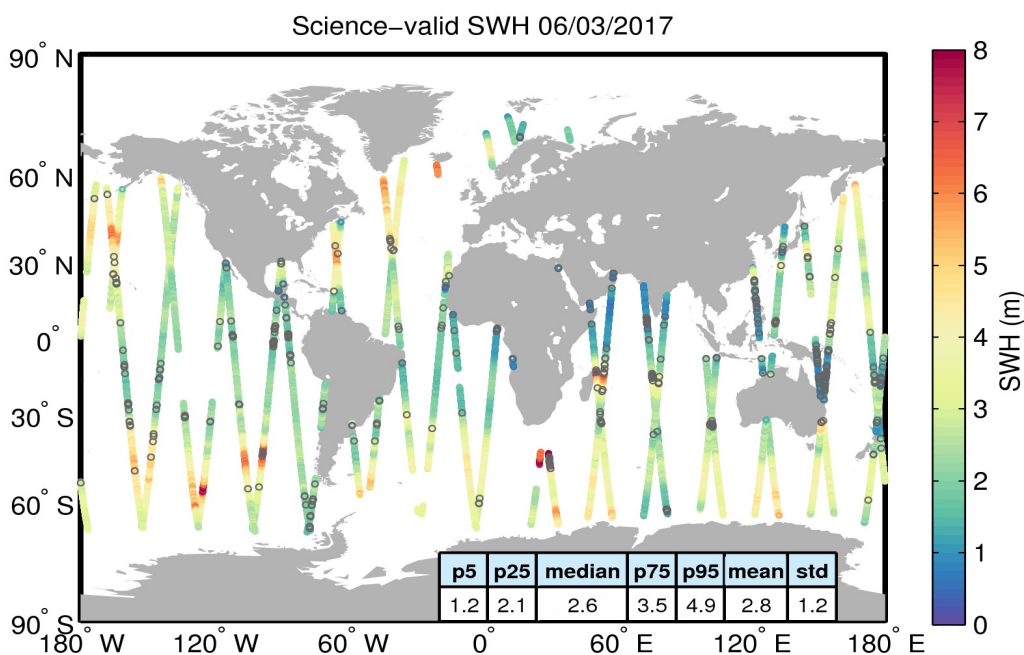 Science−valid SWH 06/03/2017
90° N
60° N
30° N
0°
30° S
60° S
90° S
180° W
120° W
60° W
0°
60° E
120° E
180° E
p5 p25 median p75 p95 mean std
1.2 2.1 2.6 3.5 4.9 2.8 1.2
8
7
6
5
4
3
2
1
0
SWH (m)